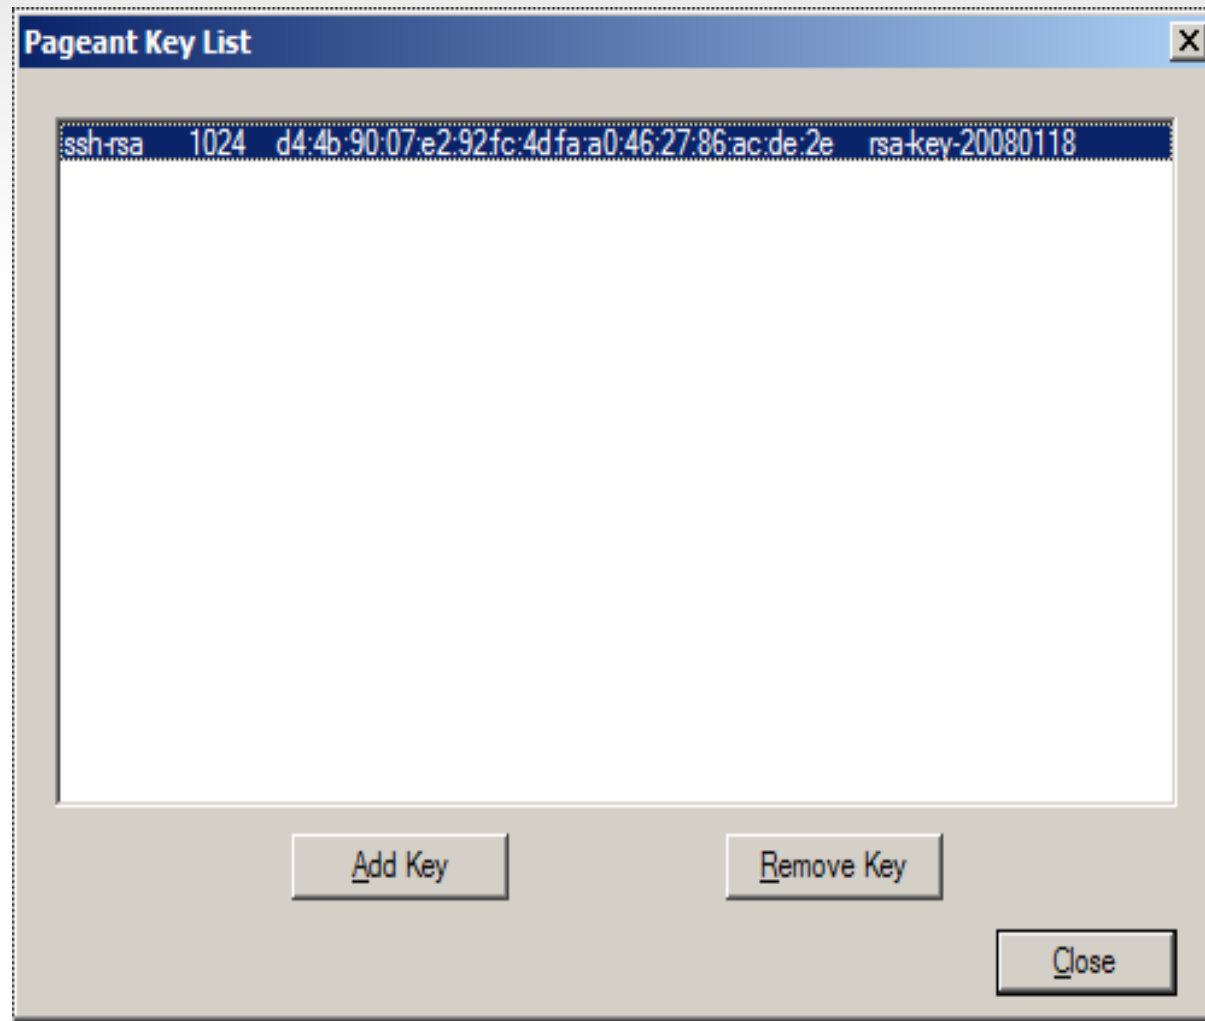 Pageant Key List
ssh-rsa 1024 d4:4b:90:07:e2:92:fc:4d:fa:a0:46:27:86:ac:de:2e rsa-key-20080118
Add Key Remove Key
Close